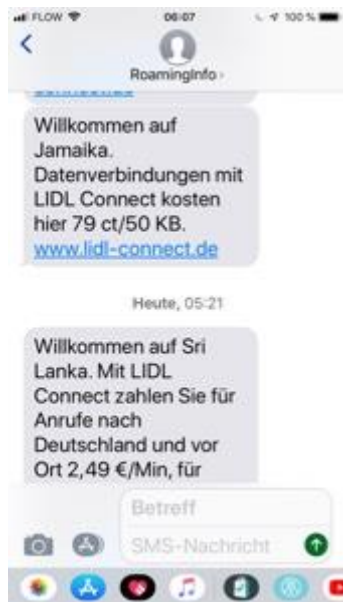 FLOW 06:07 100 %
RoamingInfo
Willkommen auf
Jamaika.
Datenverbindungen mit
LIDL Connect kosten
hier 79 ct/50 KB.
www.lidl-connect.de
Heute, 05:21
Willkommen auf Sri
Lanka. Mit LIDL
Connect zahlen Sie für
Anrufe nach
Deutschland und vor
Ort 2,49 €/Min, für
Betreff
SMS-Nachricht